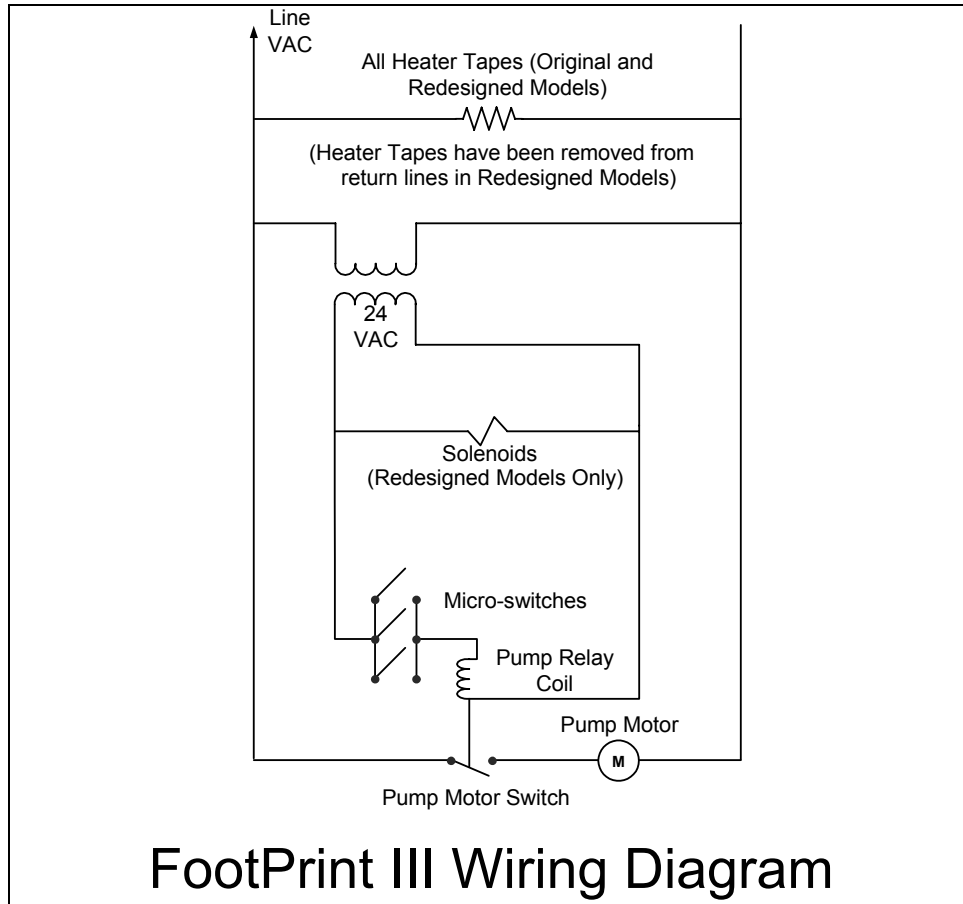 Line
VAC
All Heater Tapes (Original and
Redesigned Models)
(Heater Tapes have been removed from
return lines in Redesigned Models)
24
VAC
Solenoids
(Redesigned Models Only)
Micro-switches
Pump Relay
Coil
Pump Motor
M
Pump Motor Switch
FootPrint III Wiring Diagram